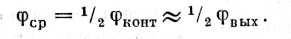 φср = ¹/₂ φконт ≈ ¹/₂ φвых.